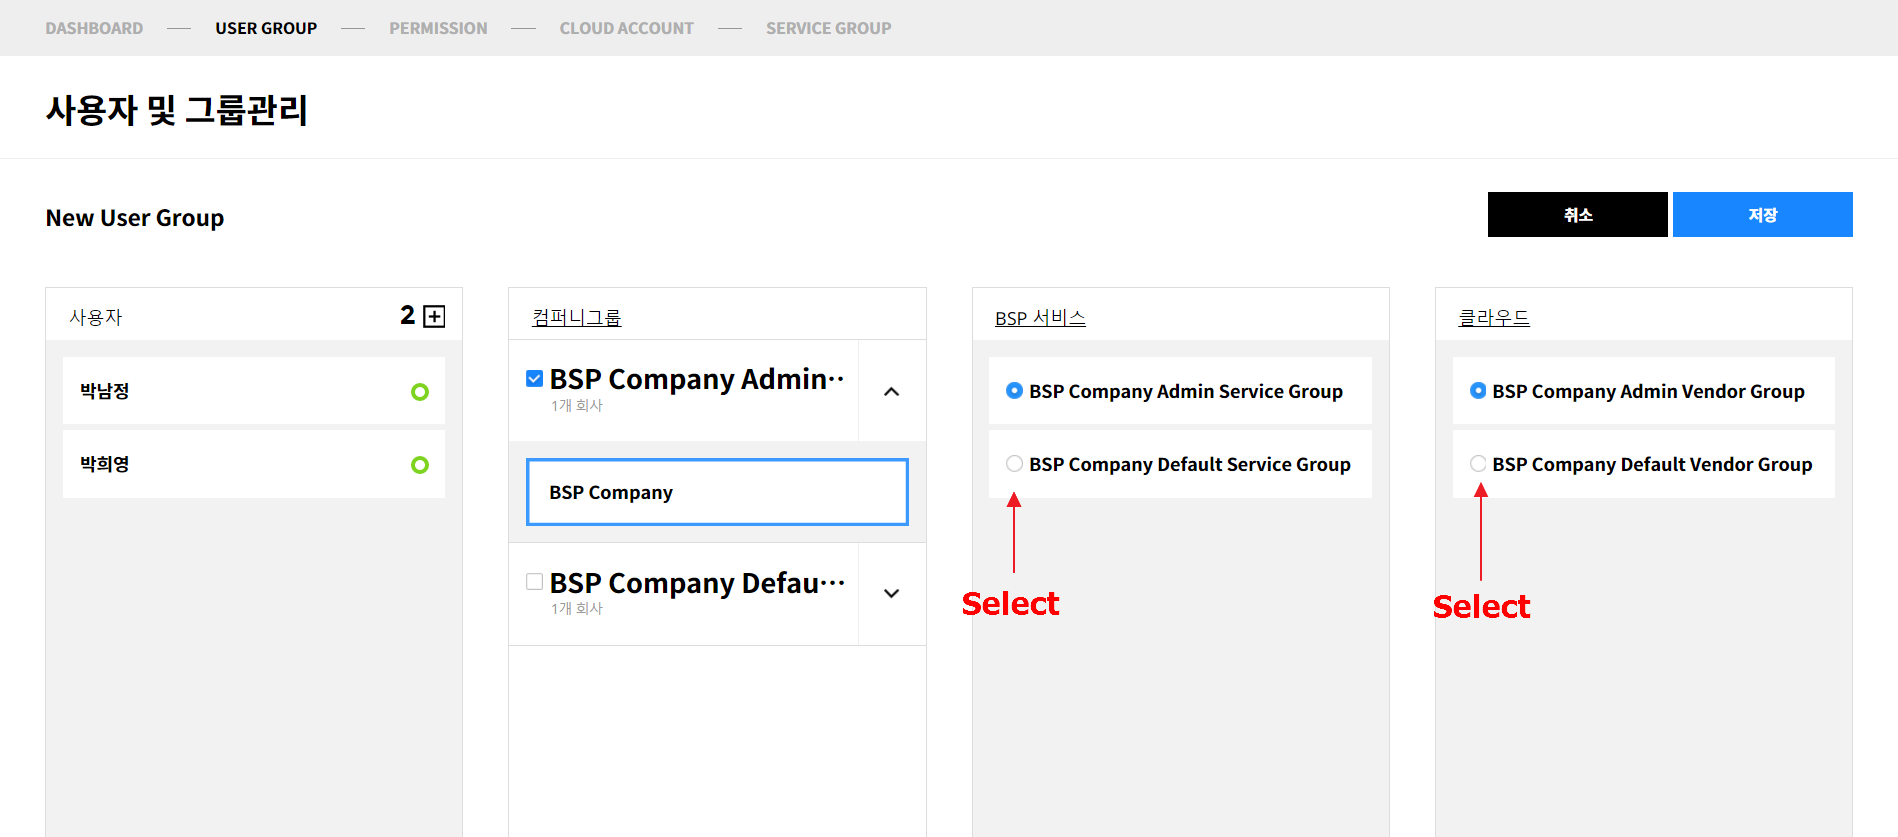 DASHBOARD — USER GROUP — PERMISSION — CLOUD ACCOUNT — SERVICE GROUP
사용자 및 그룹관리
New User Group
취소
저장
사용자 2
박남정
박희영
컴퍼니그룹
BSP Company Admin···
1개 회사
BSP Company
BSP Company Defau···
1개 회사
BSP 서비스
BSP Company Admin Service Group
BSP Company Default Service Group
Select
클라우드
BSP Company Admin Vendor Group
BSP Company Default Vendor Group
Select